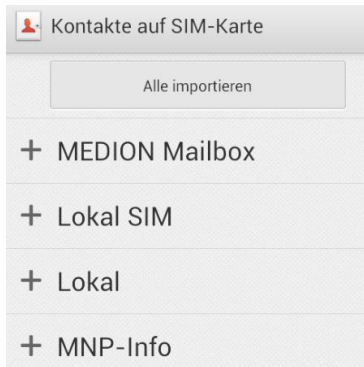 Kontakte auf SIM-Karte
Alle importieren
MEDION Mailbox
Lokal SIM
Lokal
MNP-Info